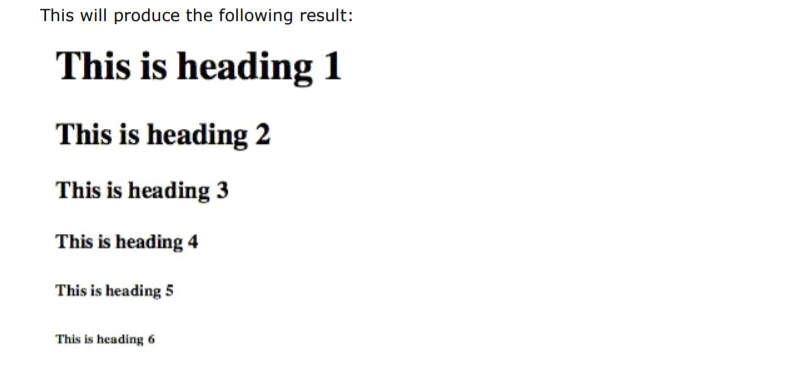 This will produce the following result:
This is heading 1
This is heading 2
This is heading 3
This is heading 4
This is heading 5
This is heading 6